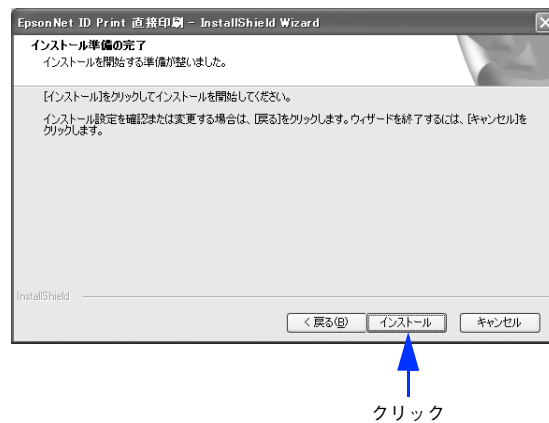 EpsonNet ID Print 直接印刷 - InstallShield Wizard
インストール準備の完了
インストールを開始する準備が整いました。
[インストール]をクリックしてインストールを開始してください。
インストール設定を確認または変更する場合は、[戻る]をクリックします。ウィザードを終了するには、[キャンセル]を
クリックします。
InstallShield
< 戻る(B)
インストール
キャンセル
クリック